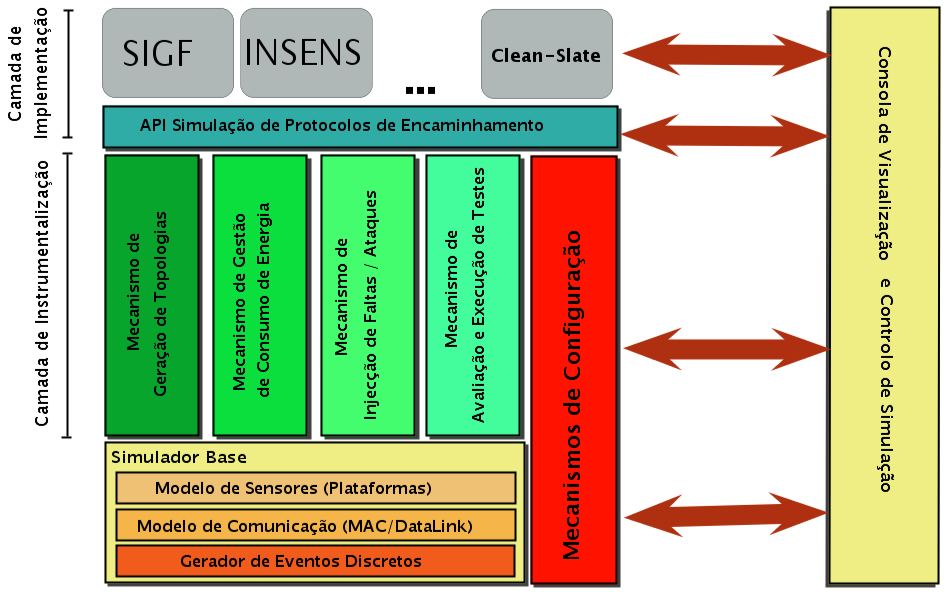 Camada de
Implementação
SIGF
INSENS
...
Clean-Slate
API Simulação de Protocolos de Encaminhamento
Camada de Instrumentalização
Mecanismo de
Geração de Topologias
Mecanismo de Gestão
de Consumo de Energia
Mecanismo de
Injecção de Faltas / Ataques
Mecanismo de
Avaliação e Execução de Testes
Mecanismos de Configuração
Simulador Base
Modelo de Sensores (Plataformas)
Modelo de Comunicação (MAC/DataLink)
Gerador de Eventos Discretos
Consola de Visualização e Controlo de Simulação